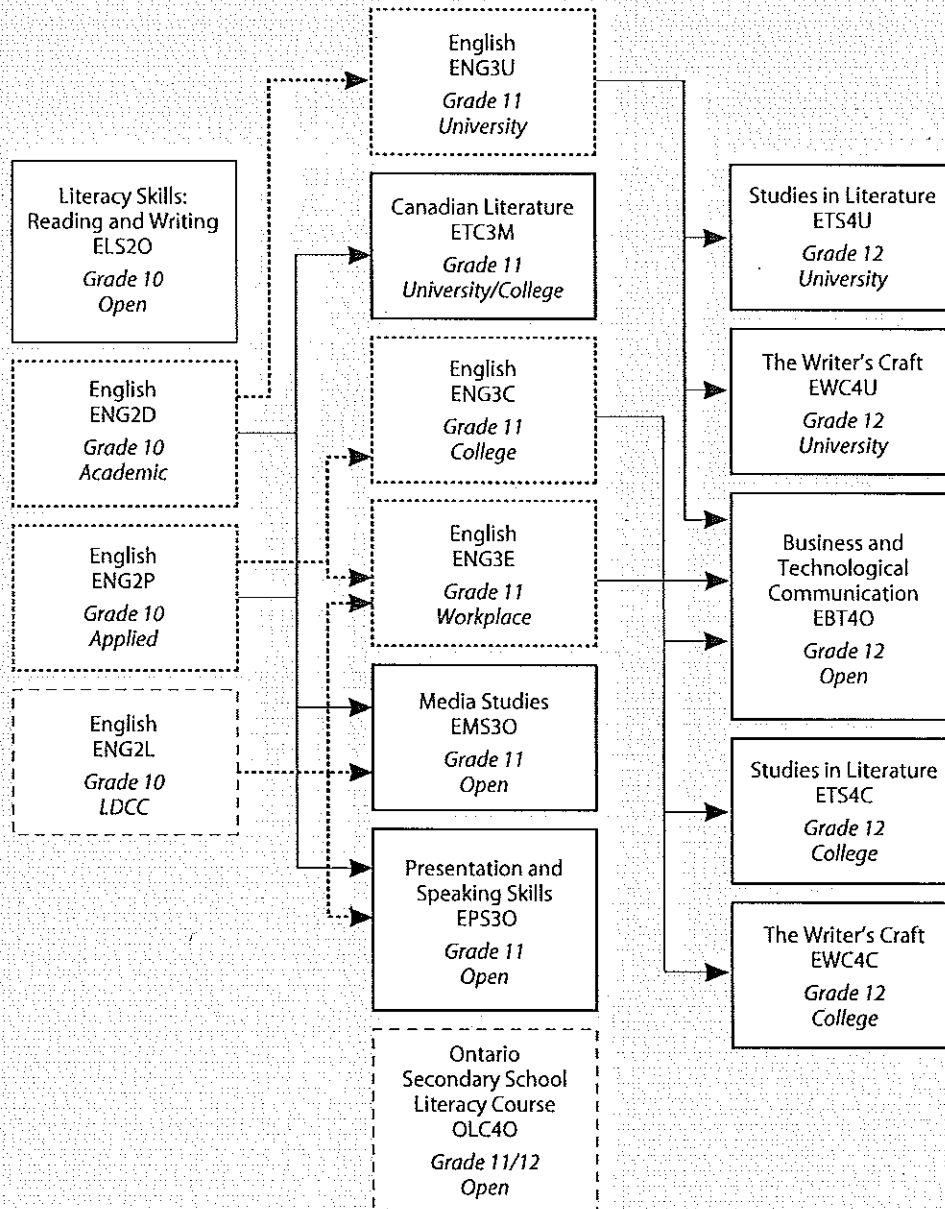 Literacy Skills:
Reading and Writing
ELS2O
Grade 10
Open
English
ENG2D
Grade 10
Academic
English
ENG2P
Grade 10
Applied
English
ENG2L
Grade 10
LDCC
English
ENG3U
Grade 11
University
Canadian Literature
ETC3M
Grade 11
University/College
English
ENG3C
Grade 11
College
English
ENG3E
Grade 11
Workplace
Media Studies
EMS3O
Grade 11
Open
Presentation and
Speaking Skills
EPS3O
Grade 11
Open
Ontario
Secondary School
Literacy Course
OLC4O
Grade 11/12
Open
Studies in Literature
ETS4U
Grade 12
University
The Writer's Craft
EWC4U
Grade 12
University
Business and
Technological
Communication
EBT4O
Grade 12
Open
Studies in Literature
ETS4C
Grade 12
College
The Writer's Craft
EWC4C
Grade 12
College